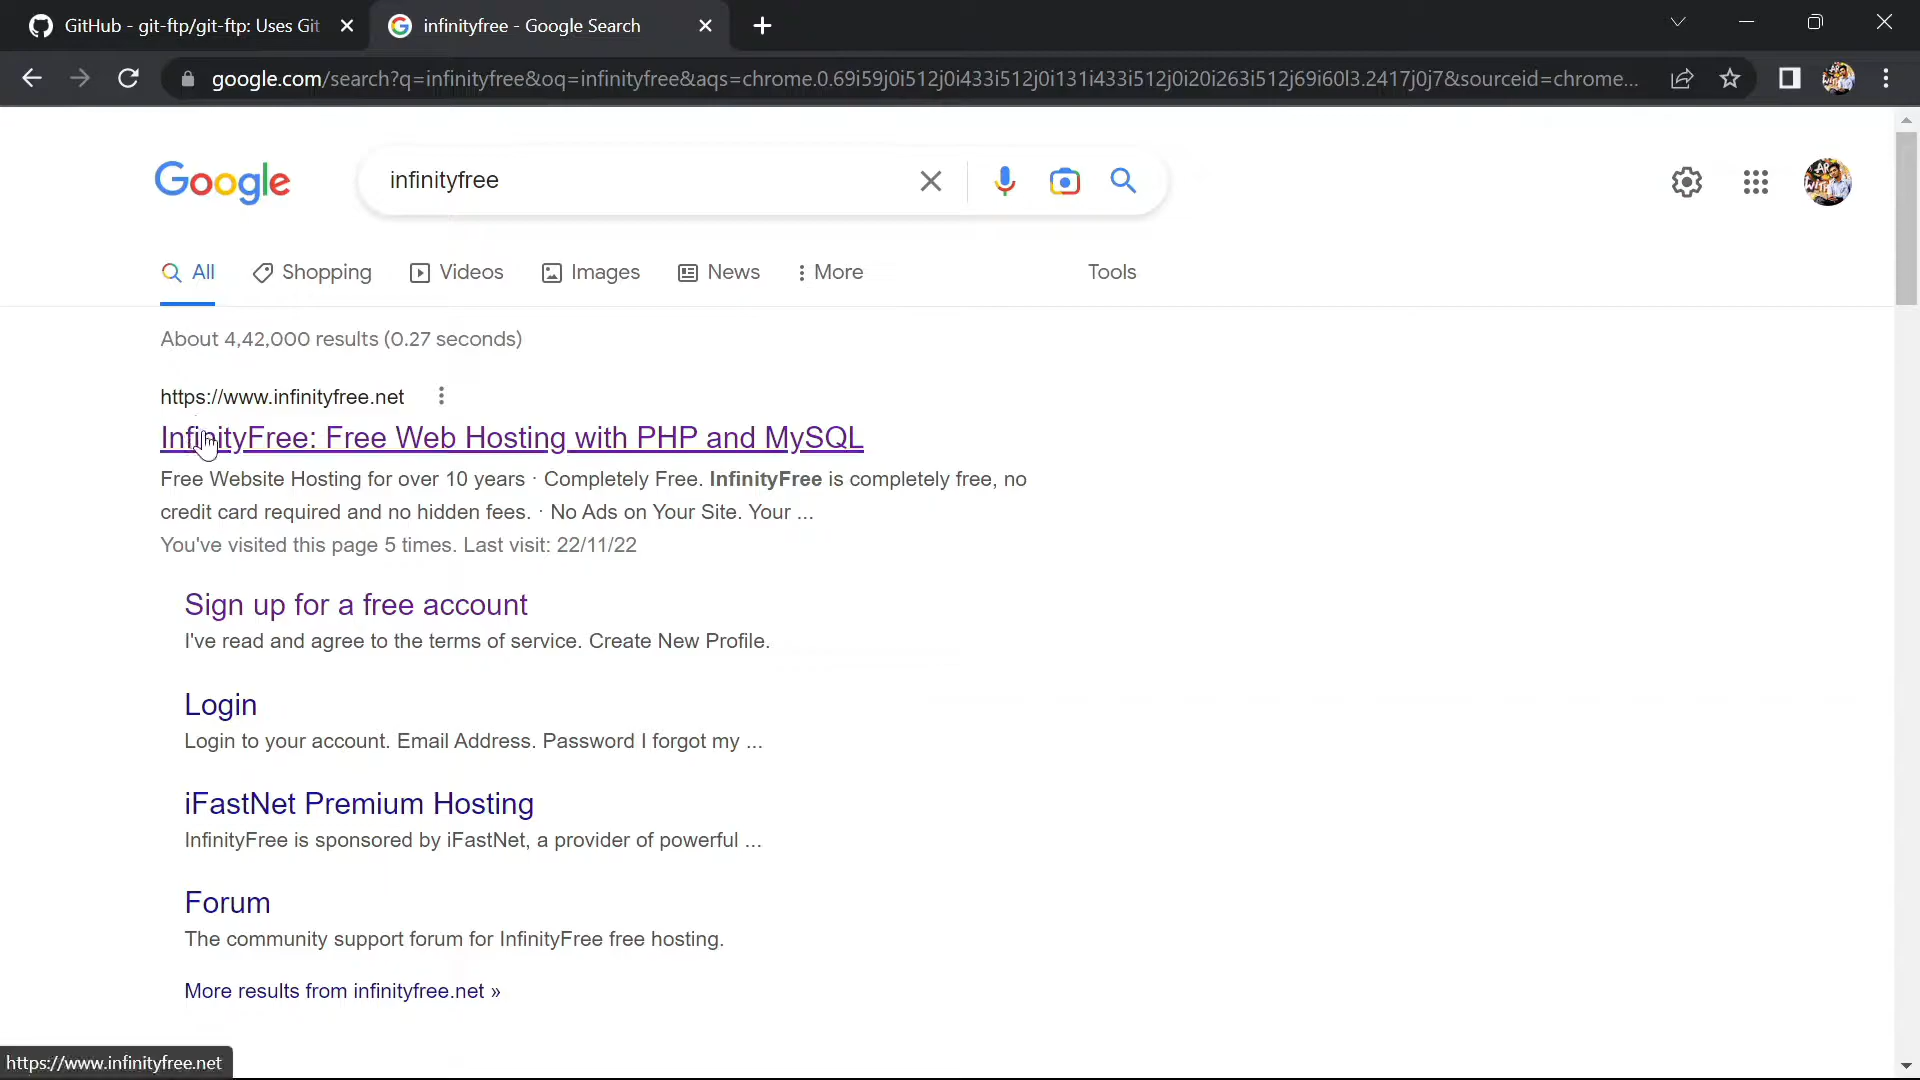 GitHub - git-ftp/git-ftp: Uses Git
infinityfree - Google Search
google.com/search?q=infinityfree&oq=infinityfree&aqs=chrome.0.69i59j0i512j0i433i512j0i131i433i512j0i20i263i512j69i60l3.2417j0j7&sourceid=chrome...
Google
infinityfree
All
Shopping
Videos
Images
News
More
Tools
About 4,42,000 results (0.27 seconds)
https://www.infinityfree.net
InfinityFree: Free Web Hosting with PHP and MySQL
Free Website Hosting for over 10 years · Completely Free. InfinityFree is completely free, no
credit card required and no hidden fees. · No Ads on Your Site. Your ...
You've visited this page 5 times. Last visit: 22/11/22
Sign up for a free account
I've read and agree to the terms of service. Create New Profile.
Login
Login to your account. Email Address. Password I forgot my ...
iFastNet Premium Hosting
InfinityFree is sponsored by iFastNet, a provider of powerful ...
Forum
The community support forum for InfinityFree free hosting.
More results from infinityfree.net »
https://www.infinityfree.net